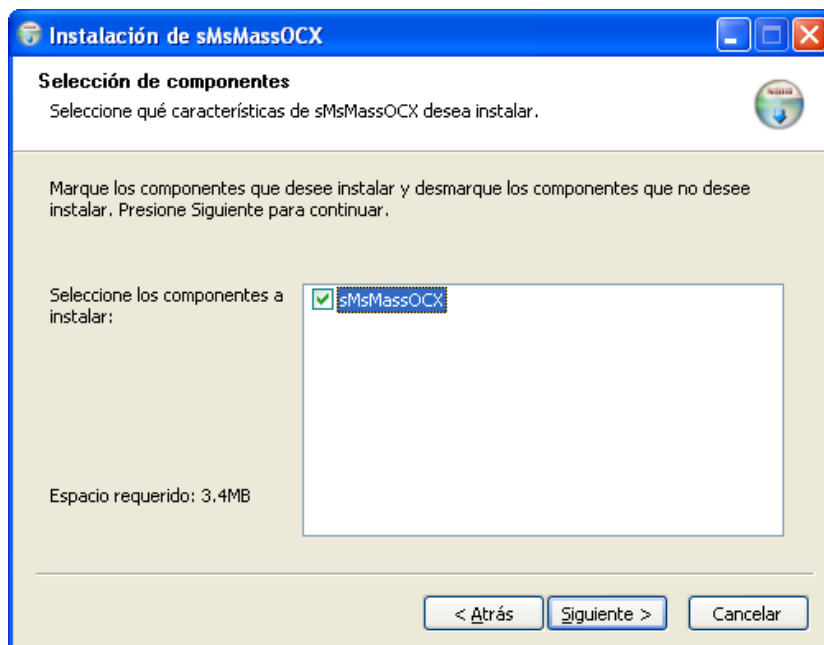 Instalación de sMsMassOCX
Selección de componentes
Seleccione qué características de sMsMassOCX desea instalar.
Marque los componentes que desee instalar y desmarque los componentes que no desee
instalar. Presione Siguiente para continuar.
Seleccione los componentes a
instalar:
sMsMassOCX
Espacio requerido: 3.4MB
< Atrás
Siguiente >
Cancelar